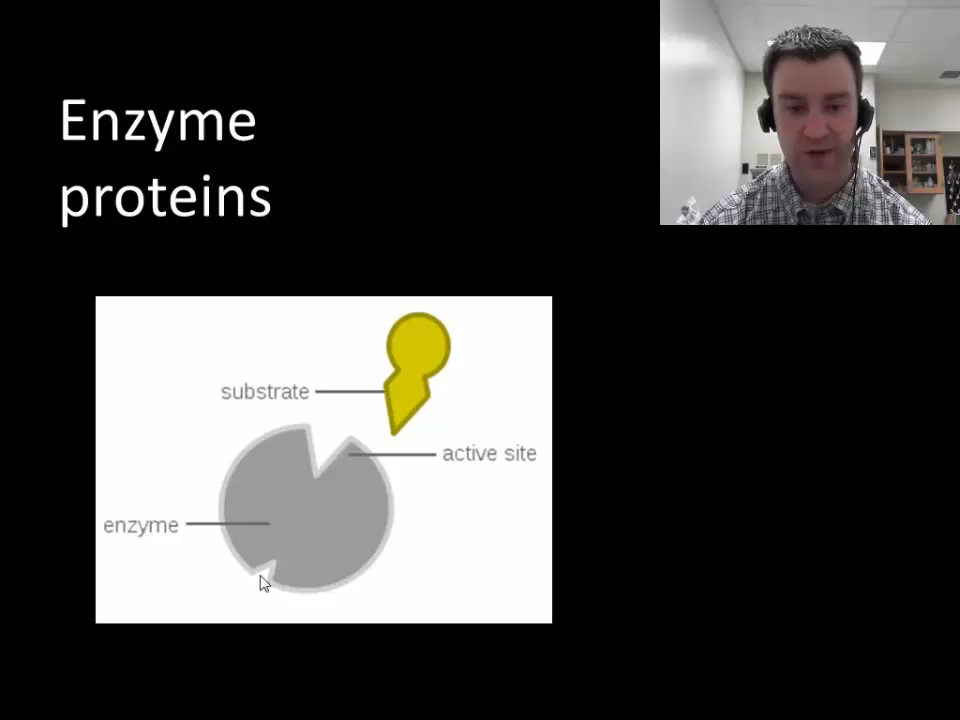 Enzyme
proteins
substrate
active site
enzyme